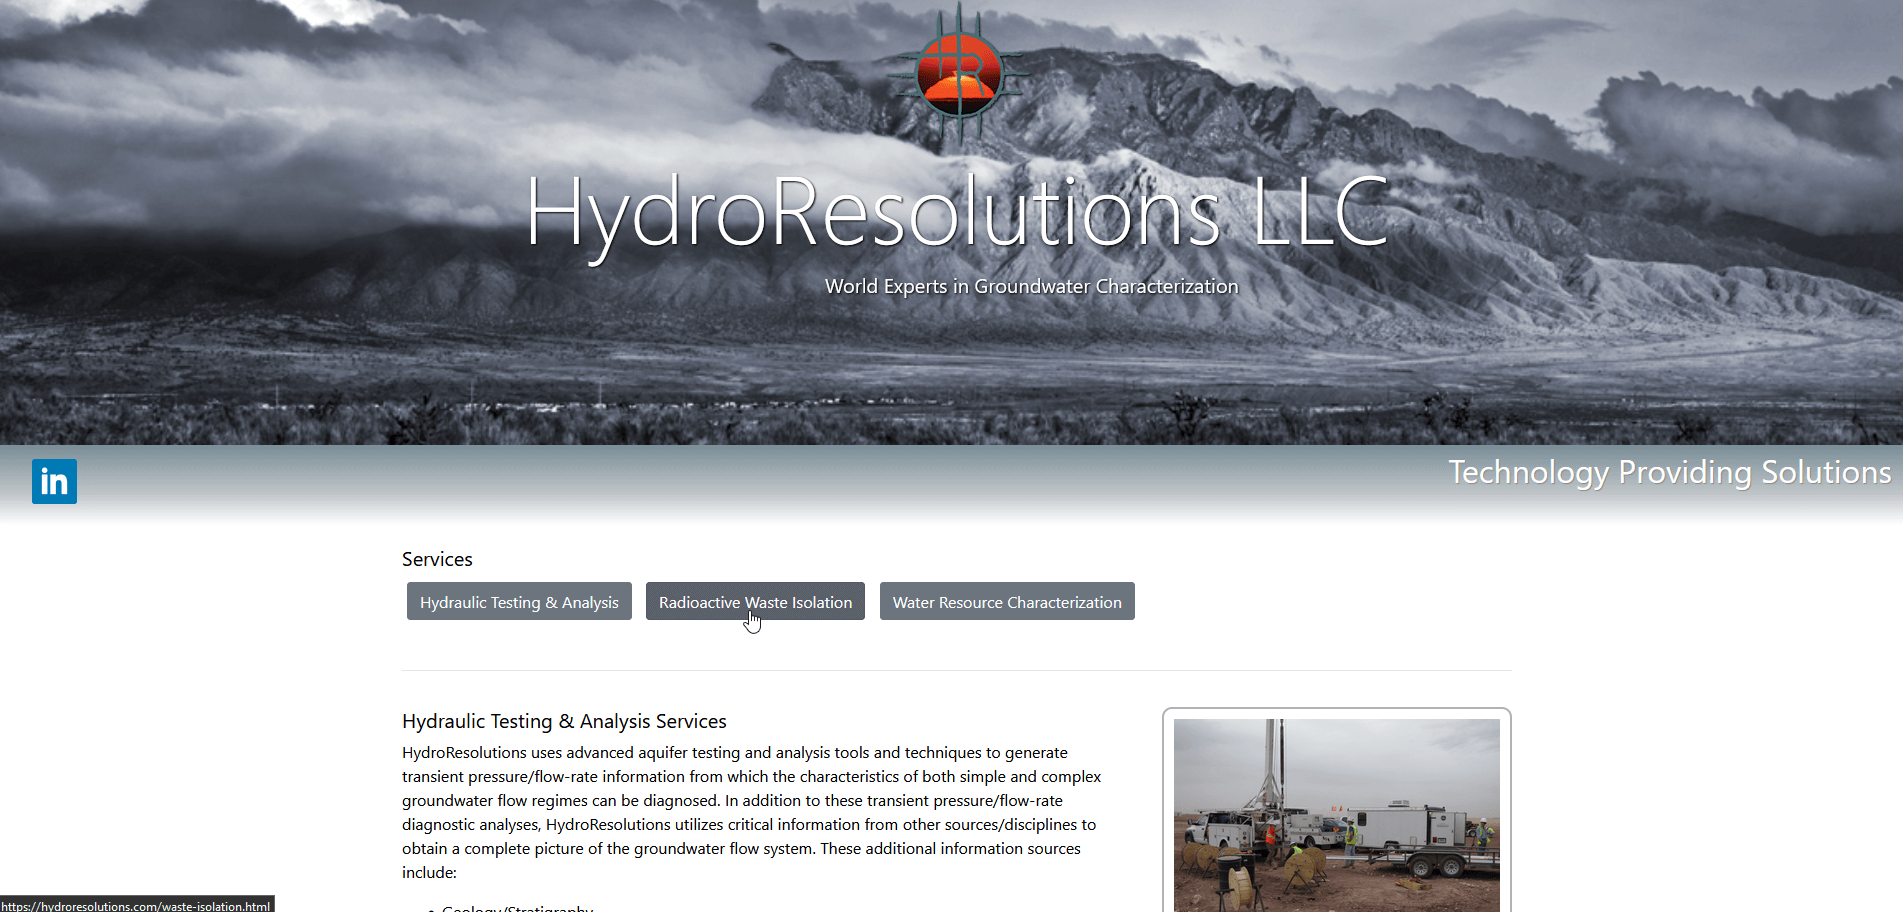 HydroResolutions LLC
World Experts in Groundwater Characterization
in
Technology Providing Solutions
Services
Hydraulic Testing & Analysis
Radioactive Waste Isolation
Water Resource Characterization
Hydraulic Testing & Analysis Services
HydroResolutions uses advanced aquifer testing and analysis tools and techniques to generate
transient pressure/flow-rate information from which the characteristics of both simple and complex
groundwater flow regimes can be diagnosed. In addition to these transient pressure/flow-rate
diagnostic analyses, HydroResolutions utilizes critical information from other sources/disciplines to
obtain a complete picture of the groundwater flow system. These additional information sources
include:
• Geology/Stratigraphy
https://hydroresolutions.com/waste-isolation.html